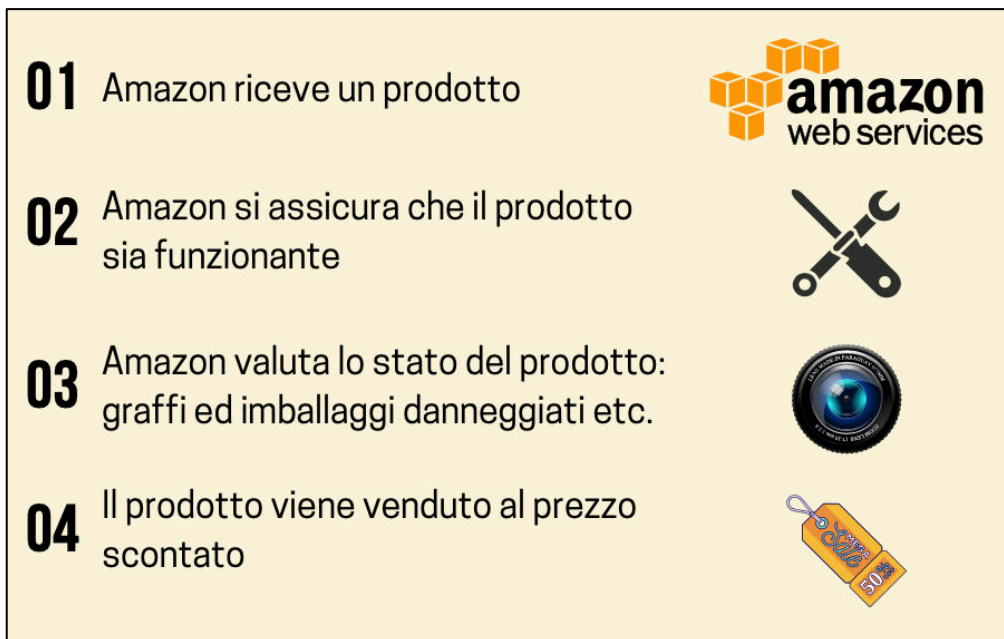 01 Amazon riceve un prodotto
amazon
web services
02 Amazon si assicura che il prodotto
sia funzionante
03 Amazon valuta lo stato del prodotto:
graffi ed imballaggi danneggiati etc.
04 Il prodotto viene venduto al prezzo
scontato
MEGA
Sale
50%